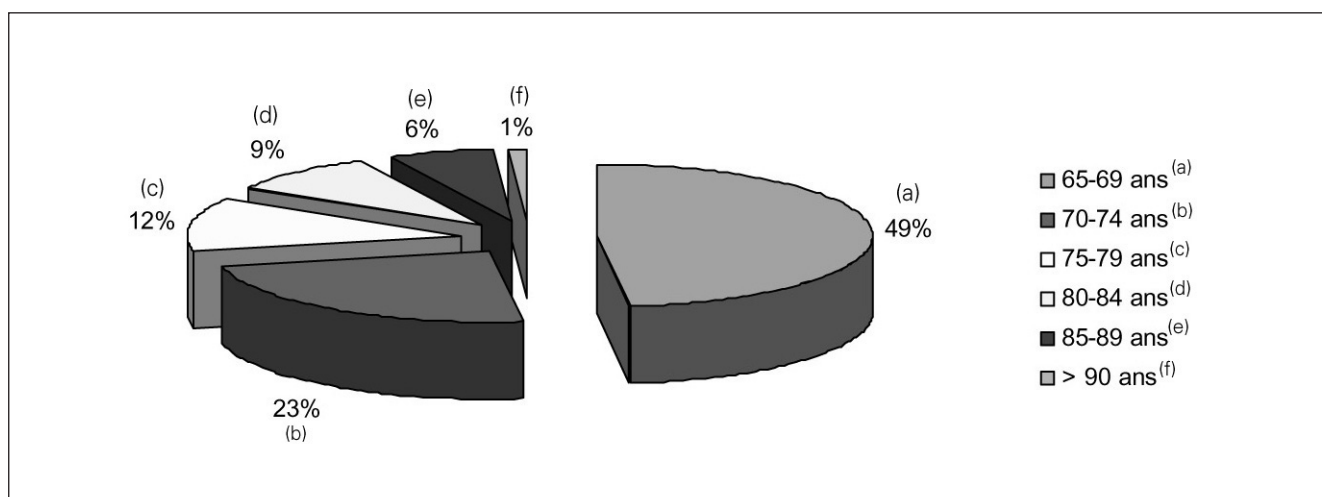 (f)
1%
(e)
6%
(d)
9%
(c)
12%
(a)
49%
23%
(b)
65-69 ans(a)
70-74 ans(b)
75-79 ans(c)
80-84 ans(d)
85-89 ans(e)
> 90 ans(f)